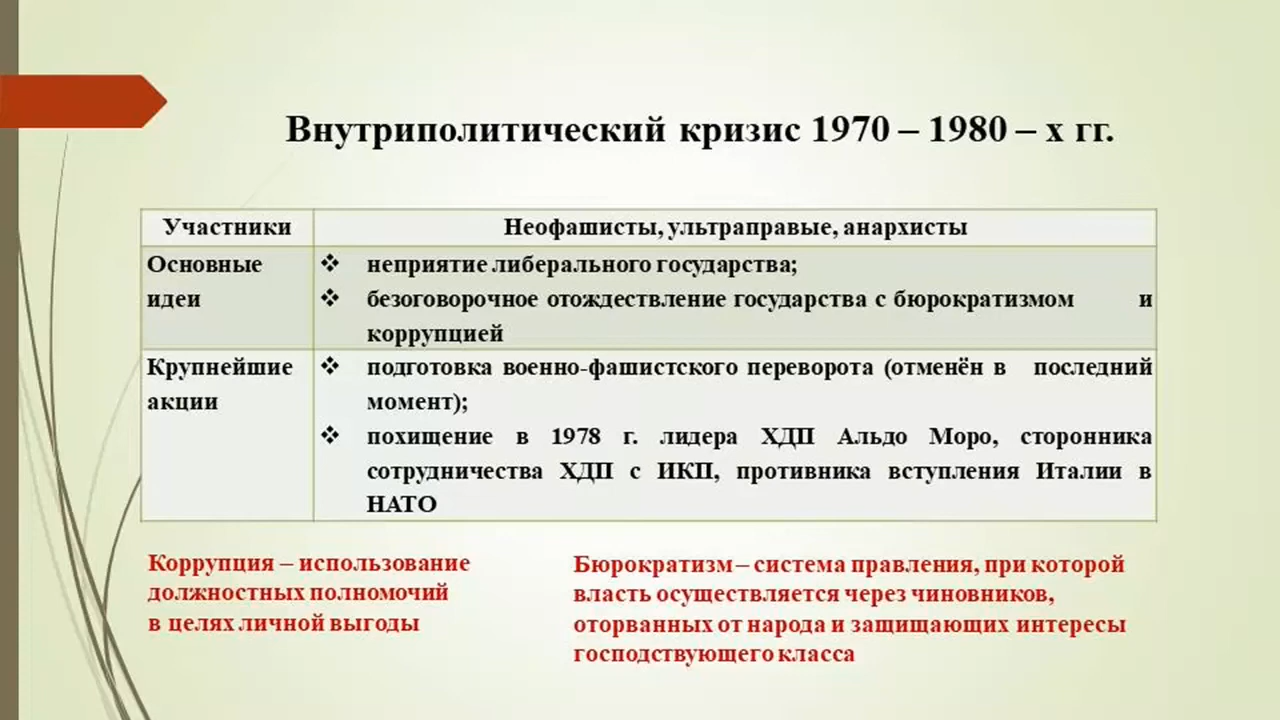 Внутриполитический кризис 1970 – 1980 – х гг.
Участники
Неофашисты, ультраправые, анархисты
Основные
идеи
❖ неприятие либерального государства;
❖ безоговорочное отождествление государства с бюрократизмом и
коррупцией
Крупнейшие
акции
❖ подготовка военно-фашистского переворота (отменён в последний
момент);
❖ похищение в 1978 г. лидера ХДП Альдо Моро, сторонника
сотрудничества ХДП с ИКП, противника вступления Италии в
НАТО
Коррупция – использование
должностных полномочий
в целях личной выгоды
Бюрократизм – система правления, при которой
власть осуществляется через чиновников,
оторванных от народа и защищающих интересы
господствующего класса